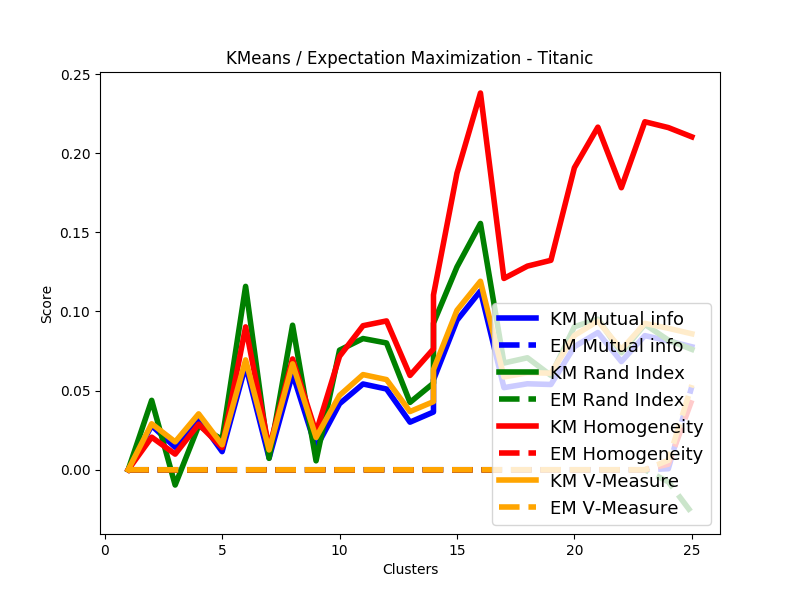 KMeans / Expectation Maximization - Titanic
0.25
0.20
0.15
0.10
0.05
0.00
Score
KM Mutual info
EM Mutual info
KM Rand Index
EM Rand Index
KM Homogeneity
EM Homogeneity
KM V-Measure
EM V-Measure
0 5 10 15 20 25
Clusters